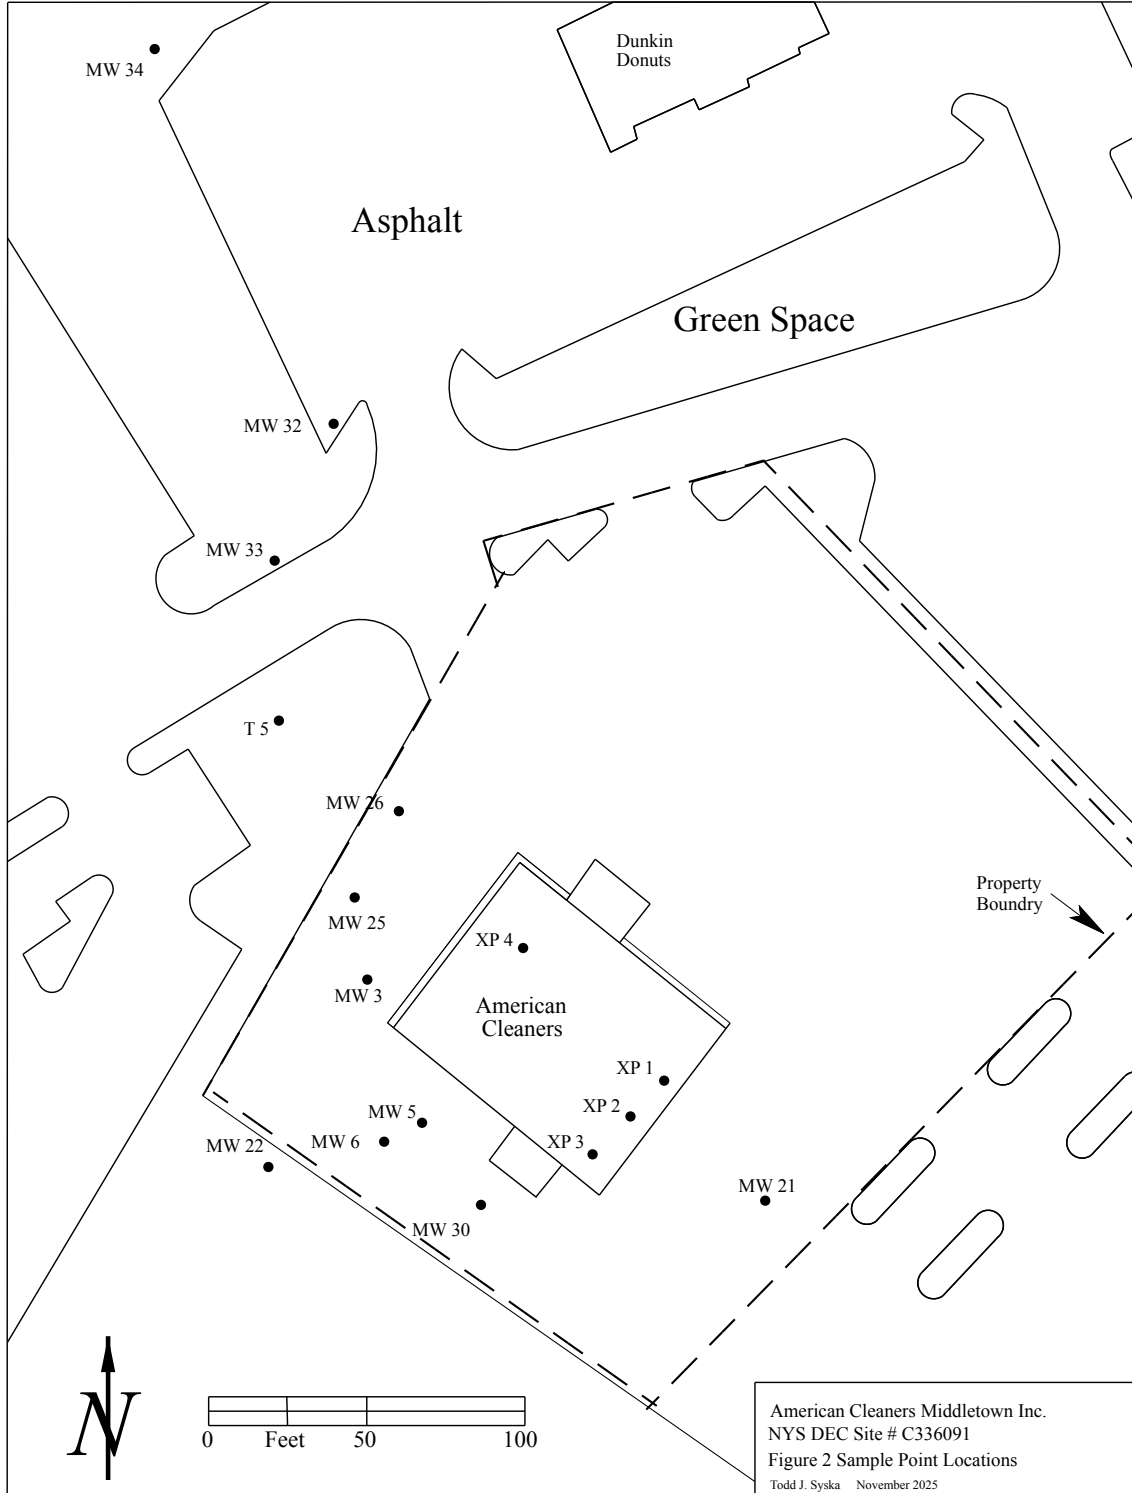 Dunkin
Donuts
MW 34
Asphalt
Green Space
MW 32
MW 33
T 5
MW 26
Property
Boundry
MW 25
XP 4
MW 3
American
Cleaners
XP 1
XP 2
MW 5
MW 6
XP 3
MW 22
MW 21
MW 30
N
0 Feet 50 100
American Cleaners Middletown Inc.
NYS DEC Site # C336091
Figure 2 Sample Point Locations
Todd J. Syska November 2025